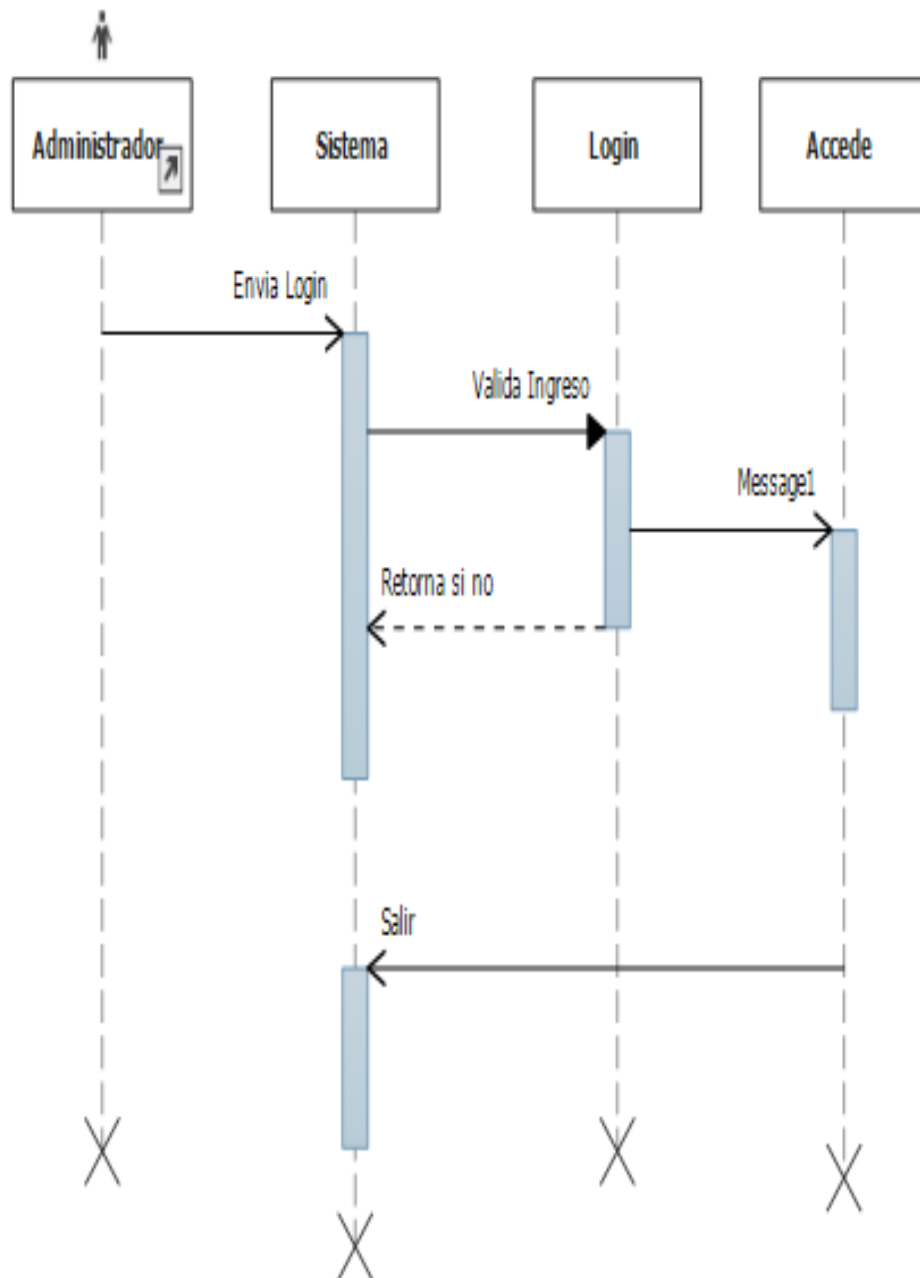 Administrador
Sistema
Login
Accede
Envia Login
Valida Ingreso
Message1
Retorna si no
Salir